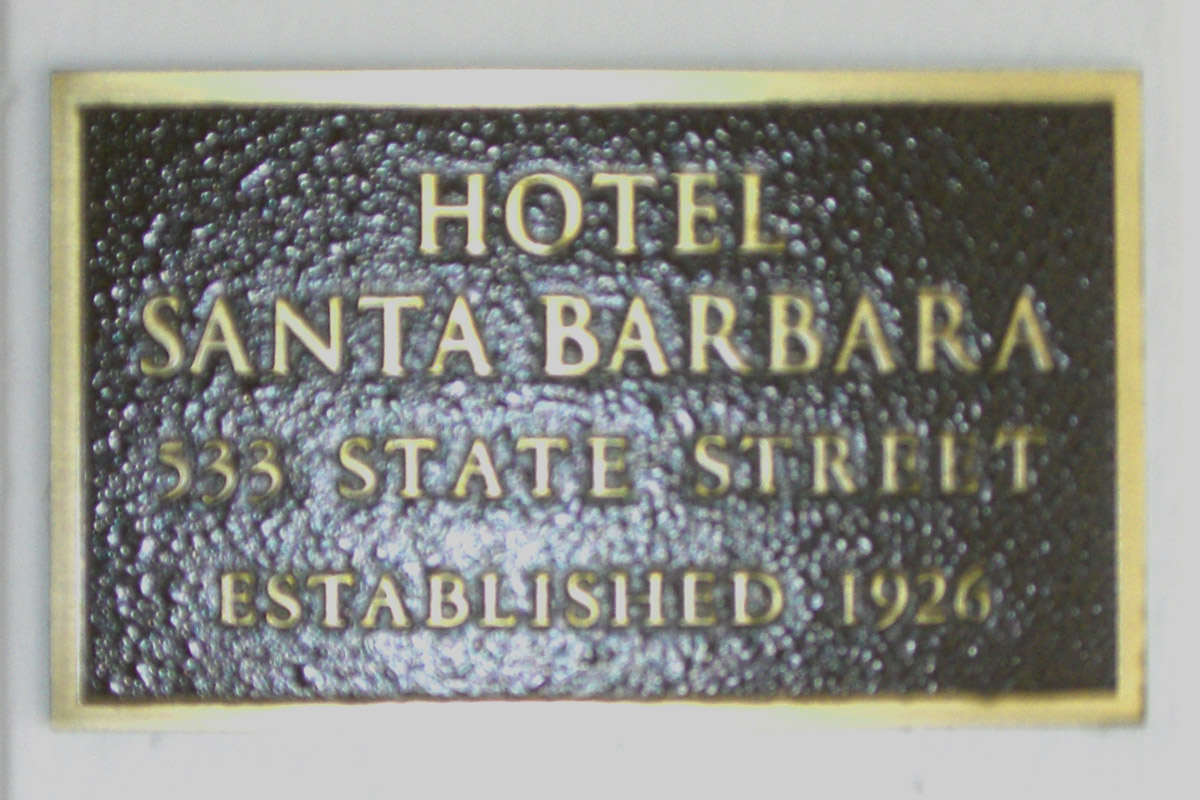 HOTEL
SANTA BARBARA
533 STATE STREET
ESTABLISHED 1926